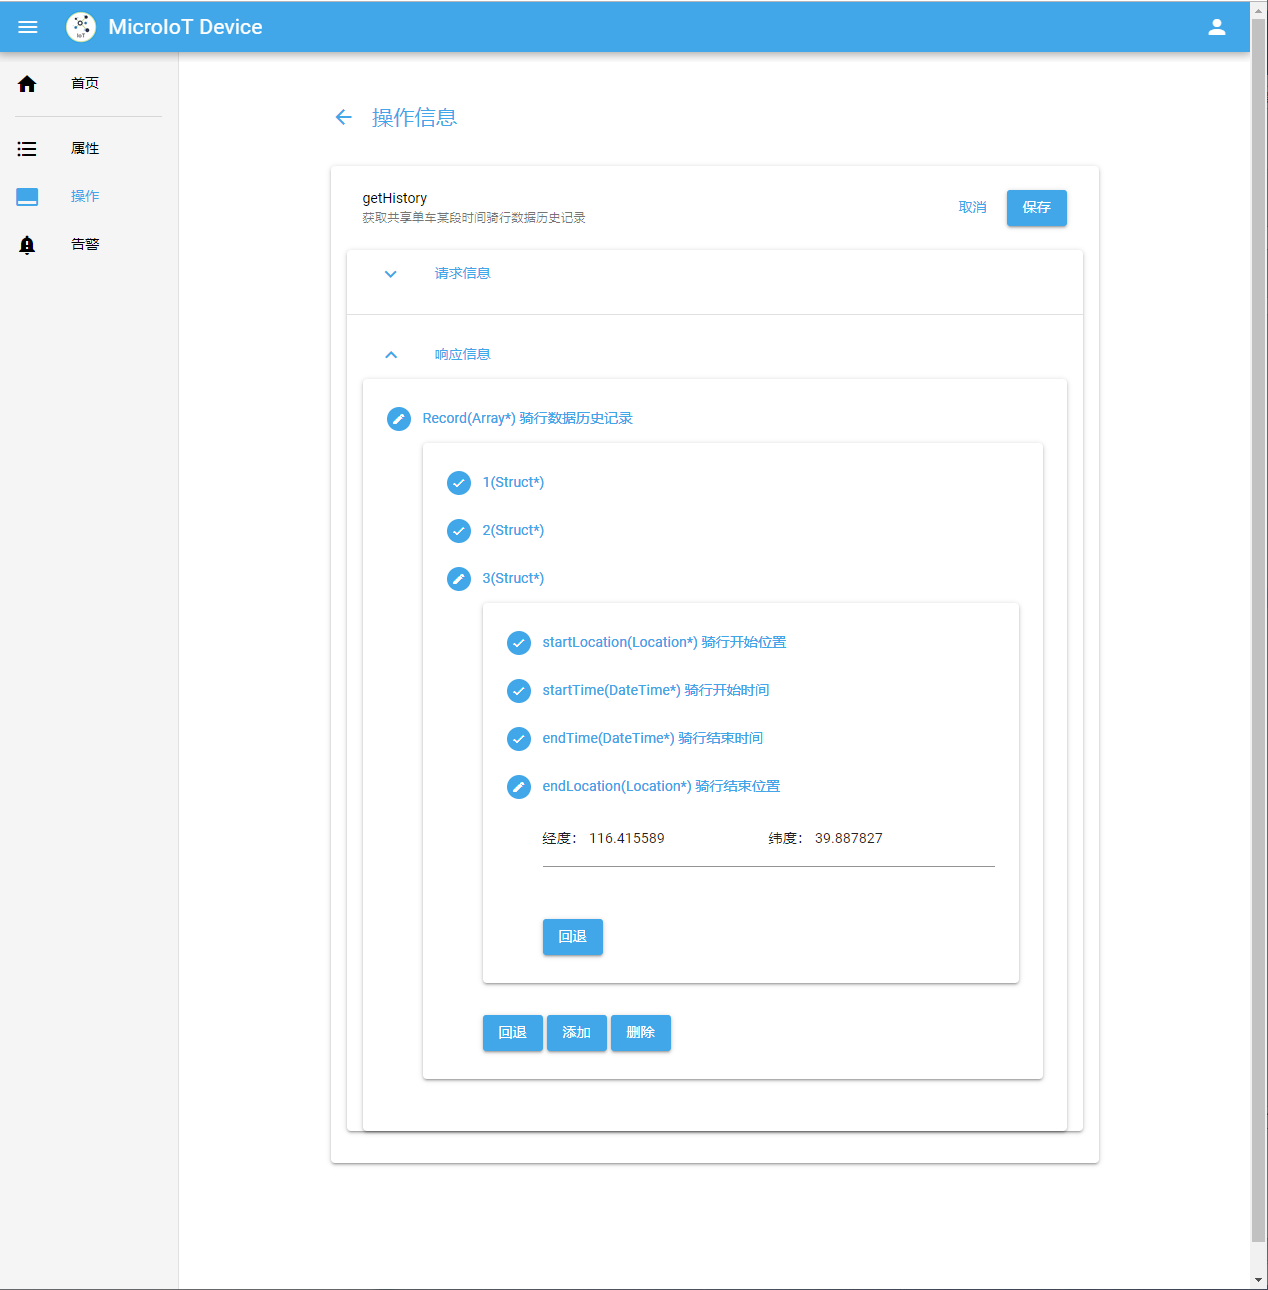 MicroIoT Device
首页
属性
操作
告警
操作信息
getHistory
获取共享单车某段时间骑行数据历史记录
取消
保存
请求信息
响应信息
Record(Array*) 骑行数据历史记录
1(Struct*)
2(Struct*)
3(Struct*)
startLocation(Location*) 骑行开始位置
startTime(DateTime*) 骑行开始时间
endTime(DateTime*) 骑行结束时间
endLocation(Location*) 骑行结束位置
经度： 116.415589 纬度： 39.887827
回退
回退 添加 删除